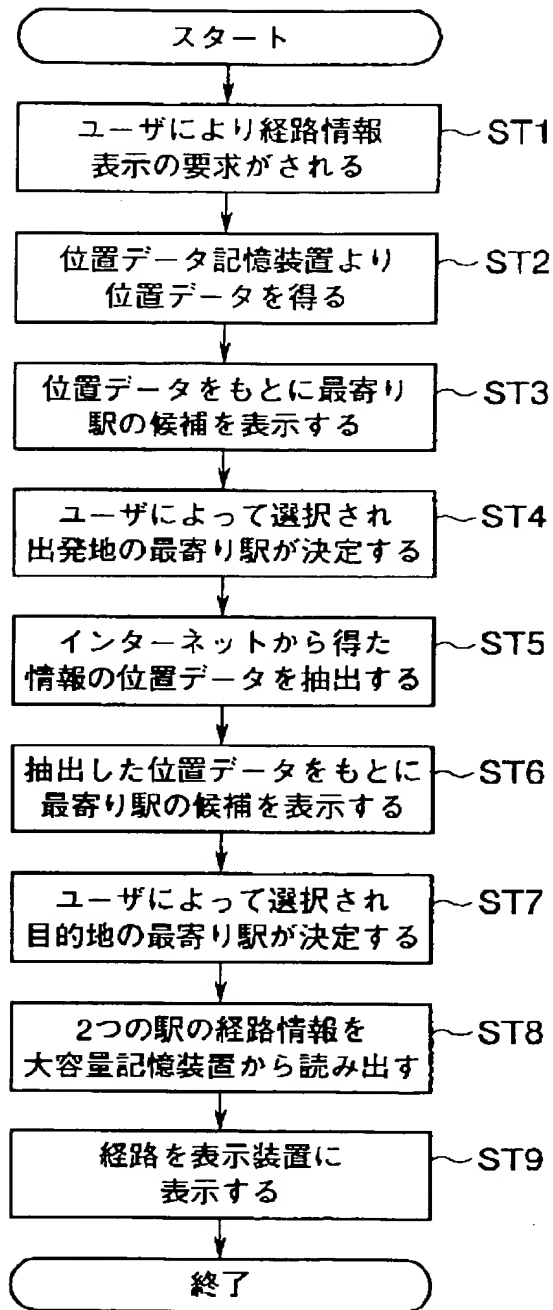 スタート
ユーザにより経路情報
表示の要求がされる
ST1
位置データ記憶装置より
位置データを得る
ST2
位置データをもとに最寄り
駅の候補を表示する
ST3
ユーザによって選択され
出発地の最寄り駅が決定する
ST4
インターネットから得た
情報の位置データを抽出する
ST5
抽出した位置データをもとに
最寄り駅の候補を表示する
ST6
ユーザによって選択され
目的地の最寄り駅が決定する
ST7
2つの駅の経路情報を
大容量記憶装置から読み出す
ST8
経路を表示装置に
表示する
ST9
終了